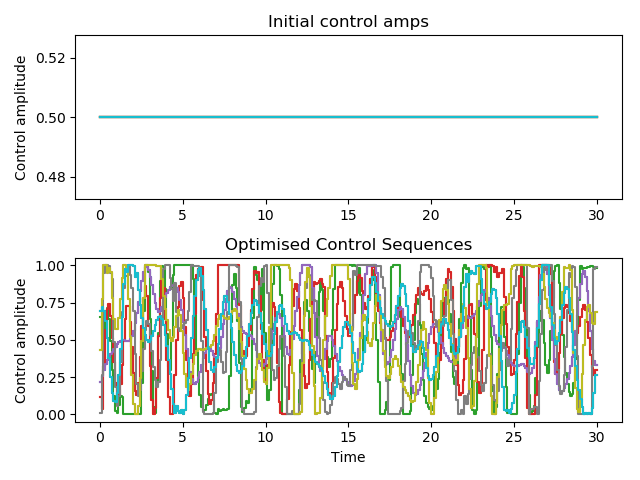 Initial control amps
Control amplitude
0.52
0.50
0.48
0 5 10 15 20 25 30
Optimised Control Sequences
Control amplitude
1.00
0.75
0.50
0.25
0.00
0 5 10 15 20 25 30
Time